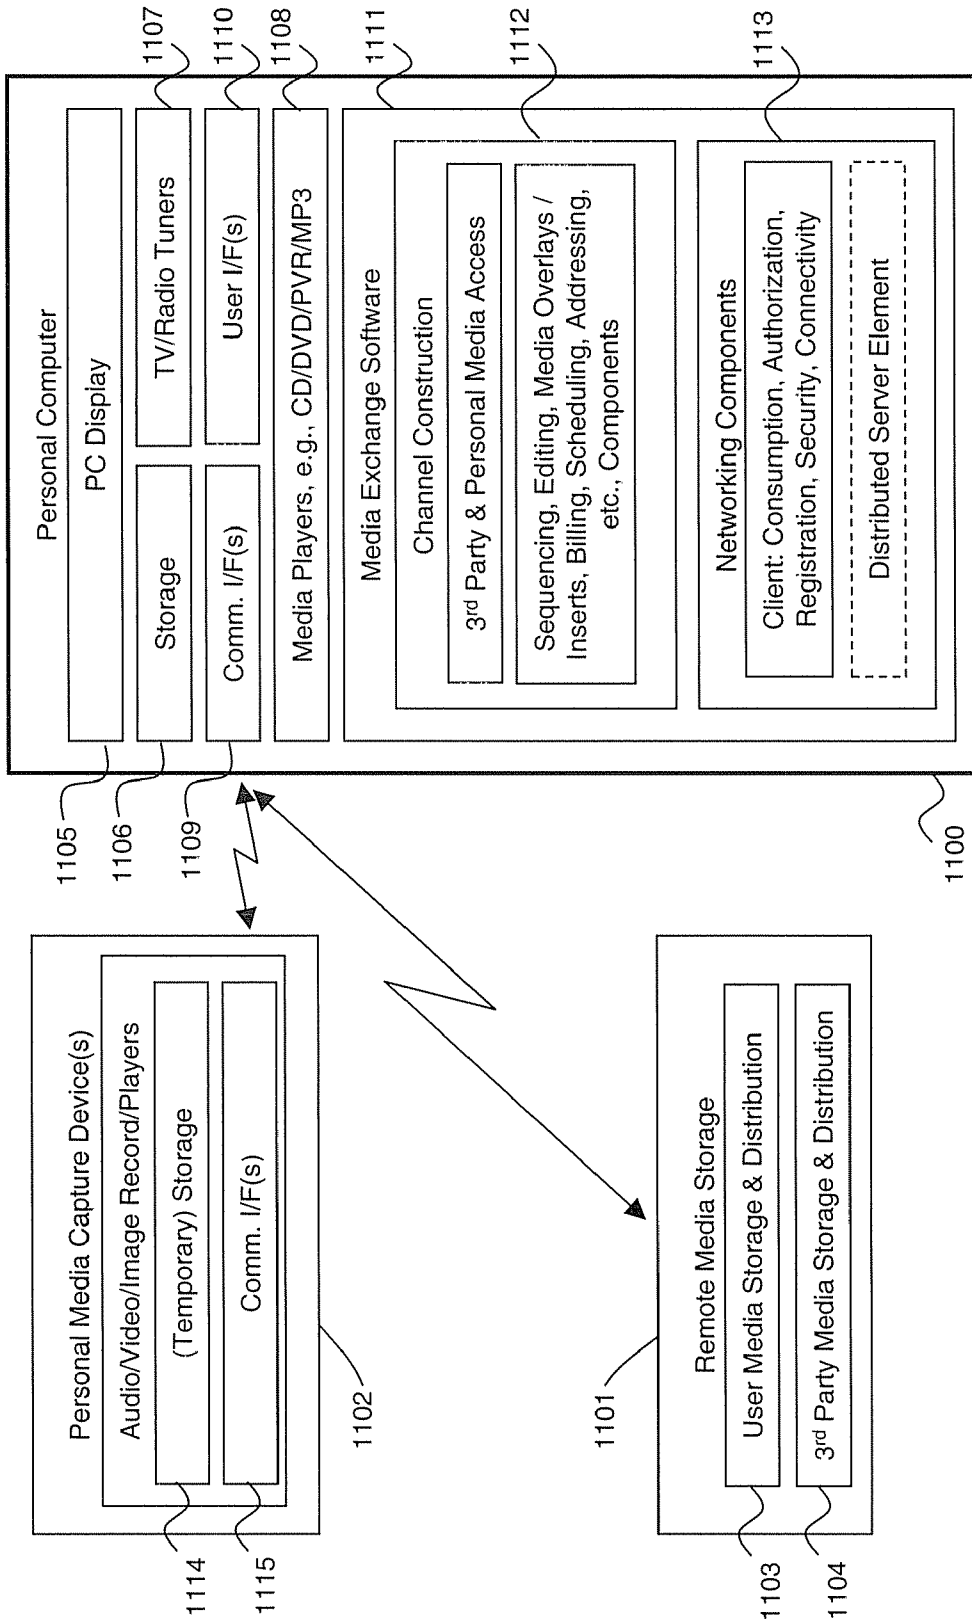 Personal Media Capture Device(s)
Audio/Video/Image Record/Players
(Temporary) Storage
Comm. I/F(s)
1114
1115
1102
Remote Media Storage
User Media Storage & Distribution
3rd Party Media Storage & Distribution
1101
1103
1104
Personal Computer
PC Display
Storage
TV/Radio Tuners
Comm. I/F(s)
User I/F(s)
Media Players, e.g., CD/DVD/PVR/MP3
Media Exchange Software
Channel Construction
3rd Party & Personal Media Access
Sequencing, Editing, Media Overlays /
Inserts, Billing, Scheduling, Addressing,
etc., Components
Networking Components
Client: Consumption, Authorization,
Registration, Security, Connectivity
Distributed Server Element
1105
1106
1109
1100
1107
1110
1108
1111
1112
1113